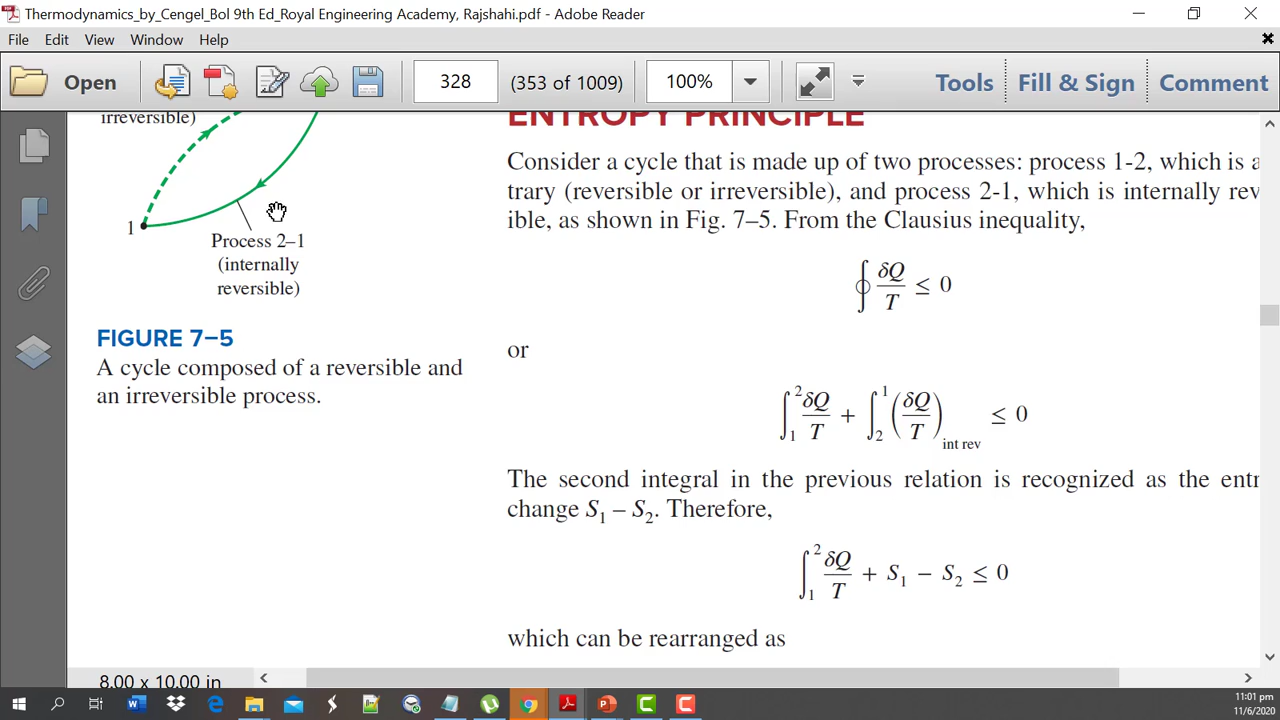 Thermodynamics_by_Cengel_Bol 9th Ed_Royal Engineering Academy, Rajshahi.pdf - Adobe Reader
File Edit View Window Help
Open 328 (353 of 1009) 100% Tools Fill & Sign Comment
irreversible)
1
Process 2–1
(internally
reversible)
FIGURE 7–5
A cycle composed of a reversible and
an irreversible process.
ENTROPY PRINCIPLE
Consider a cycle that is made up of two processes: process 1-2, which is a
trary (reversible or irreversible), and process 2-1, which is internally rev
ible, as shown in Fig. 7–5. From the Clausius inequality,
∮ δQ/T ≤ 0
or
∫₁² δQ/T + ∫₂¹ (δQ/T) int rev ≤ 0
The second integral in the previous relation is recognized as the entr
change S₁ – S₂. Therefore,
∫₁² δQ/T + S₁ − S₂ ≤ 0
which can be rearranged as
8.00 x 10.00 in
11:01 pm
11/6/2020